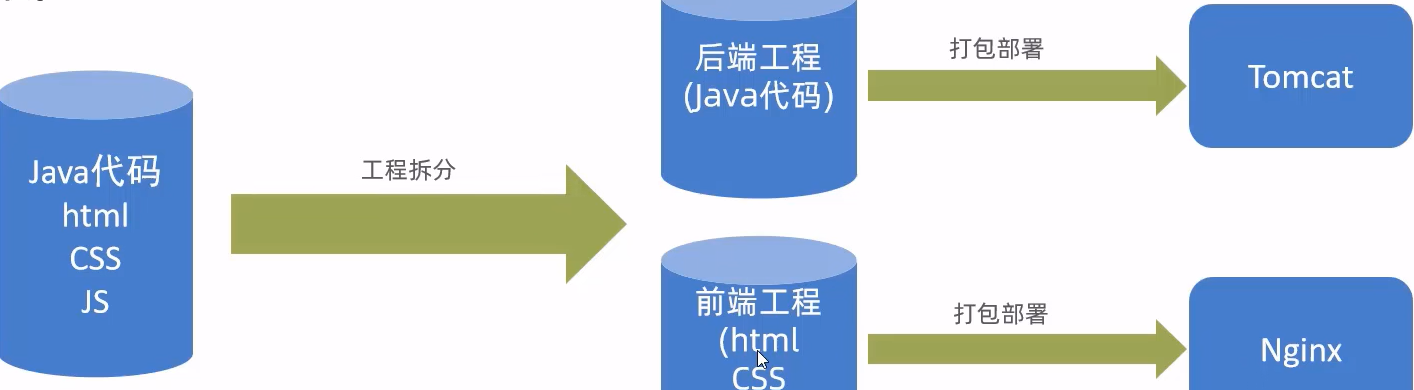 Java代码
html
CSS
JS
工程拆分
后端工程
(Java代码)
打包部署
Tomcat
前端工程
(html
CSS
打包部署
Nginx